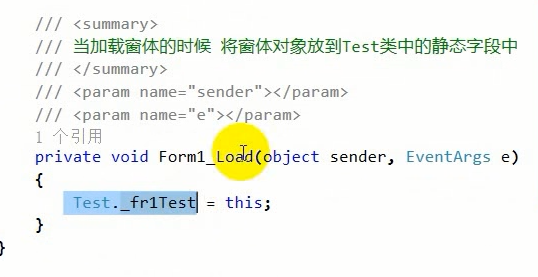 /// <summary>
/// 当加载窗体的时候 将窗体对象放到Test类中的静态字段中
/// </summary>
/// <param name="sender"></param>
/// <param name="e"></param>
1 个引用
private void Form1_Load(object sender, EventArgs e)
{
Test._fr1Test = this;
}
}